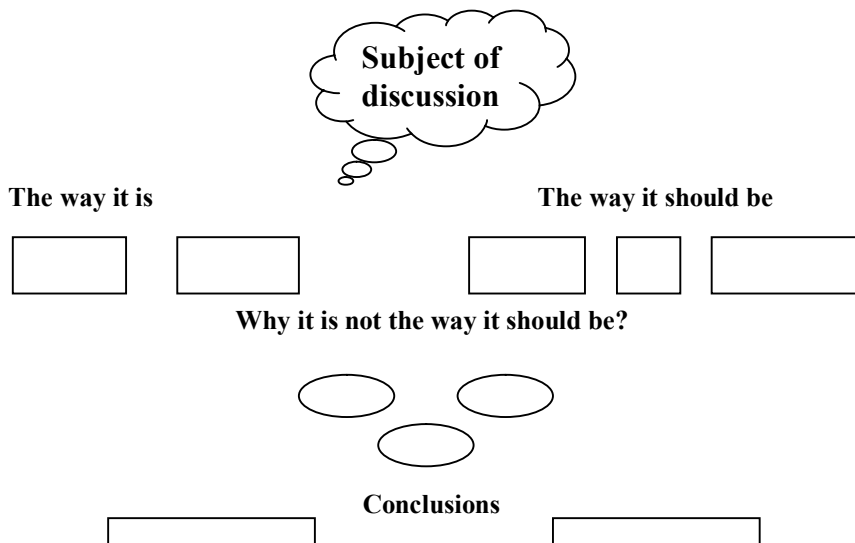 Subject of
discussion
The way it is
The way it should be
Why it is not the way it should be?
Conclusions